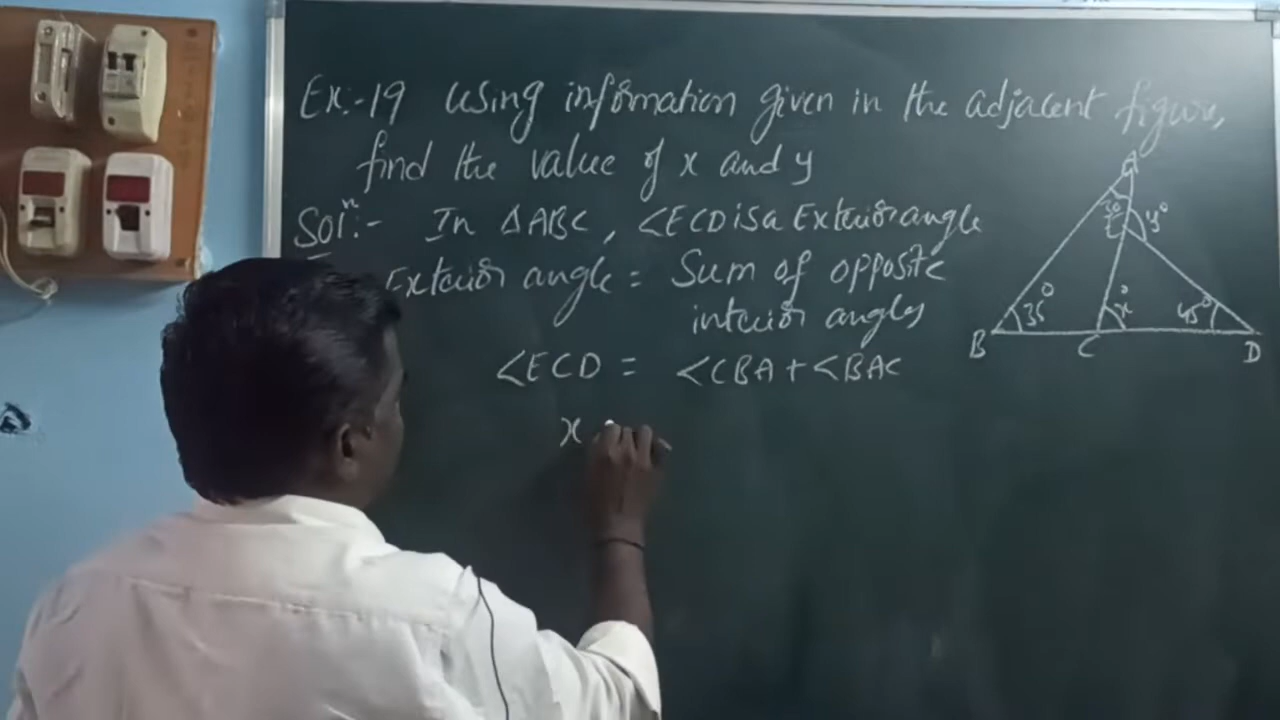 Ex:-19 Using information given in the adjacent figure,
find the value of x and y
Solⁿ:- In ΔABC, <ECD is a Exterior angle
Exterior angle = Sum of opposite
interior angles
<ECD = <CBA + <BAC
x
A
E y°
35° x° 45°
B C D